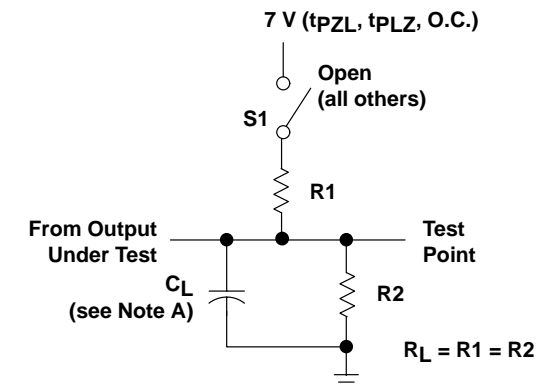 7 V (tPZL, tPLZ, O.C.)
Open
(all others)
S1
R1
From Output
Under Test
Test
Point
CL
(see Note A)
R2
RL = R1 = R2